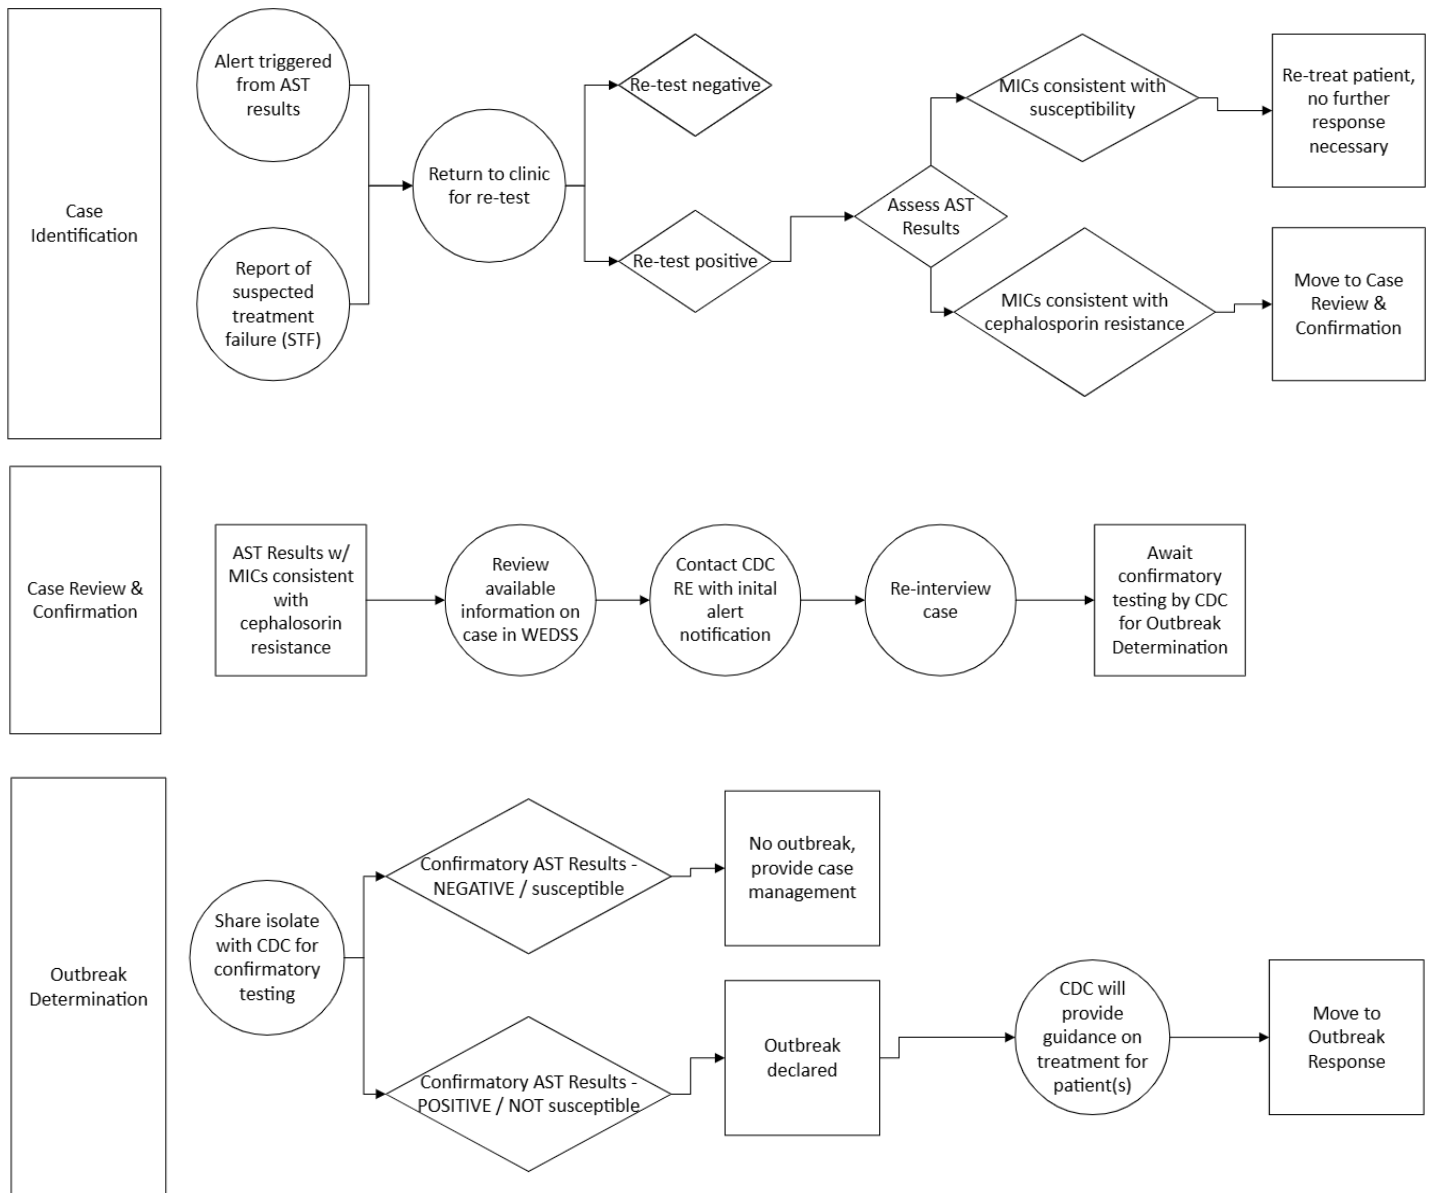 Case
Identification
Alert triggered
from AST
results
Report of
suspected
treatment
failure (STF)
Return to clinic
for re-test
Re-test negative
Re-test positive
Assess AST
Results
MICs consistent with
susceptibility
MICs consistent with
cephalosporin resistance
Re-treat patient,
no further
response
necessary
Move to Case
Review &
Confirmation
Case Review &
Confirmation
AST Results w/
MICs consistent
with
cephalosorin
resistance
Review
available
information on
case in WEDSS
Contact CDC
RE with inital
alert
notification
Re-interview
case
Await
confirmatory
testing by CDC
for Outbreak
Determination
Outbreak
Determination
Share isolate
with CDC for
confirmatory
testing
Confirmatory AST Results -
NEGATIVE / susceptible
No outbreak,
provide case
management
Confirmatory AST Results -
POSITIVE / NOT susceptible
Outbreak
declared
CDC will
provide
guidance on
treatment for
patient(s)
Move to
Outbreak
Response